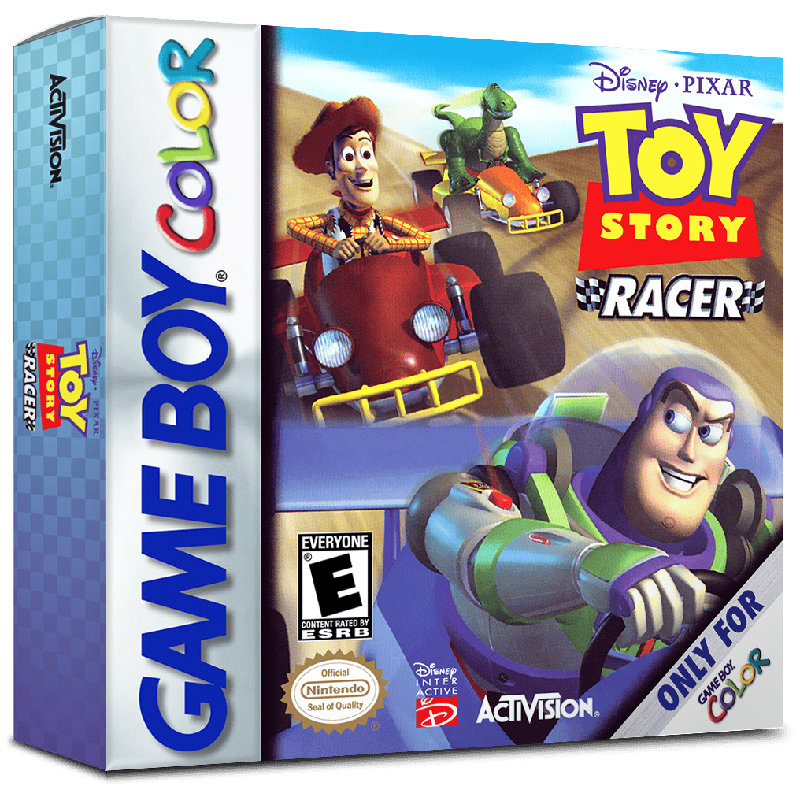 ACTIVISION.
Disney · PIXAR
TOY
STORY
RACER
GAME BOY COLOR
®
Disney · PIXAR
TOY
STORY
RACER
EVERYONE
E
®
CONTENT RATED BY
ESRB
Official
Nintendo
Seal of Quality
®
Disney
INTER
ACTIVE
D
ACTIVISION®
ONLY FOR
GAME BOY
COLOR